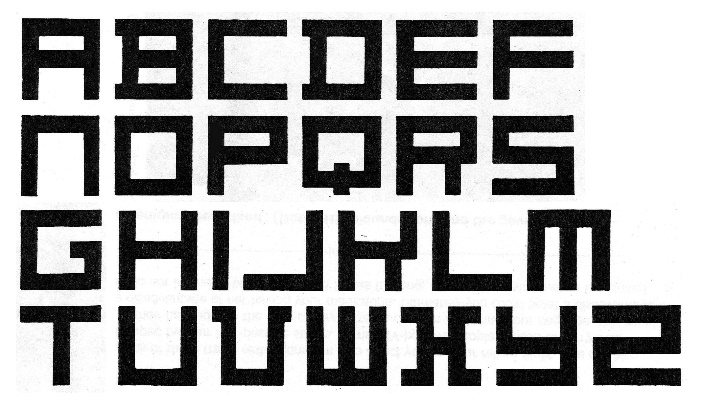 ABCDEF
NOPQRS
GHIJKLM
TUVWXYZ